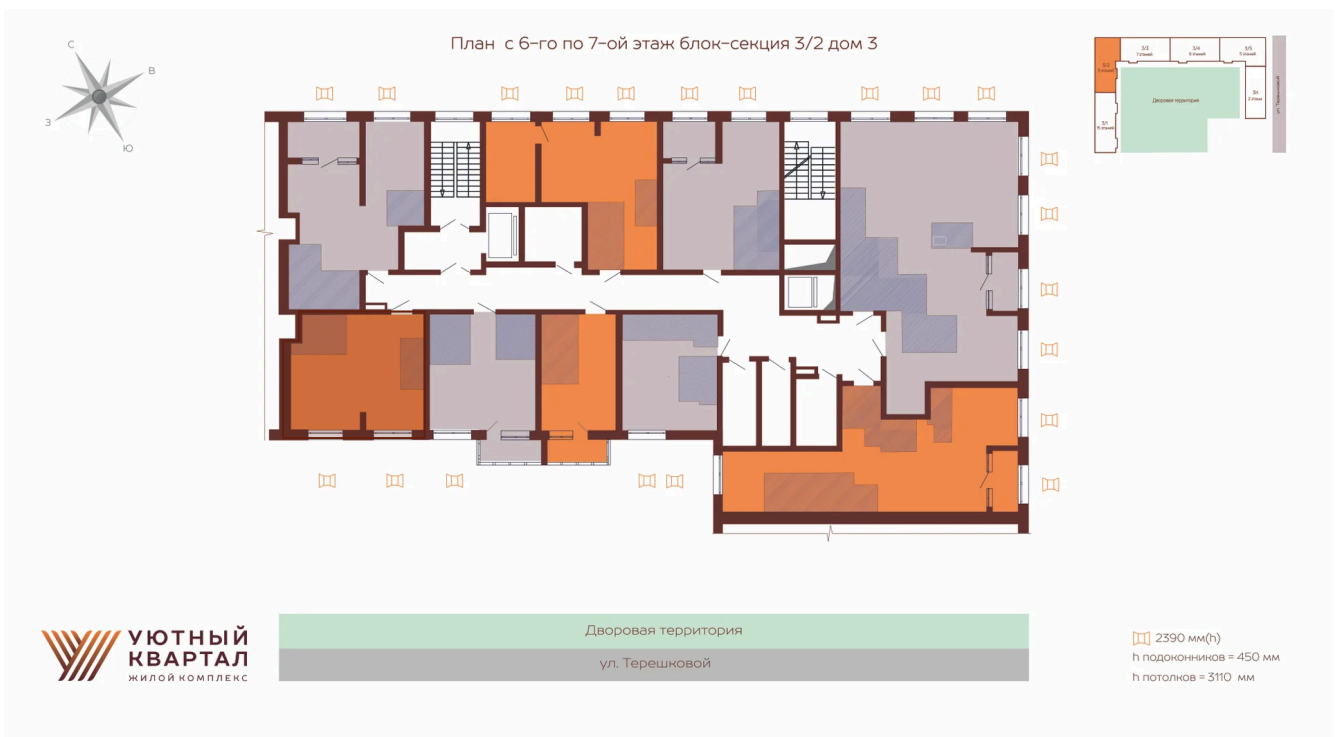 План с 6-го по 7-ой этаж блок-секция 3/2 дом 3
С
В
З
Ю
3/2
3/3
7 этажей
3/4
3/5
3/1
Дворовая территория
ул. Терешковой
Дворовая территория
ул. Терешковой
УЮТНЫЙ
КВАРТАЛ
ЖИЛОЙ КОМПЛЕКС
2390 мм(h)
h подоконников = 450 мм
h потолков = 3110 мм